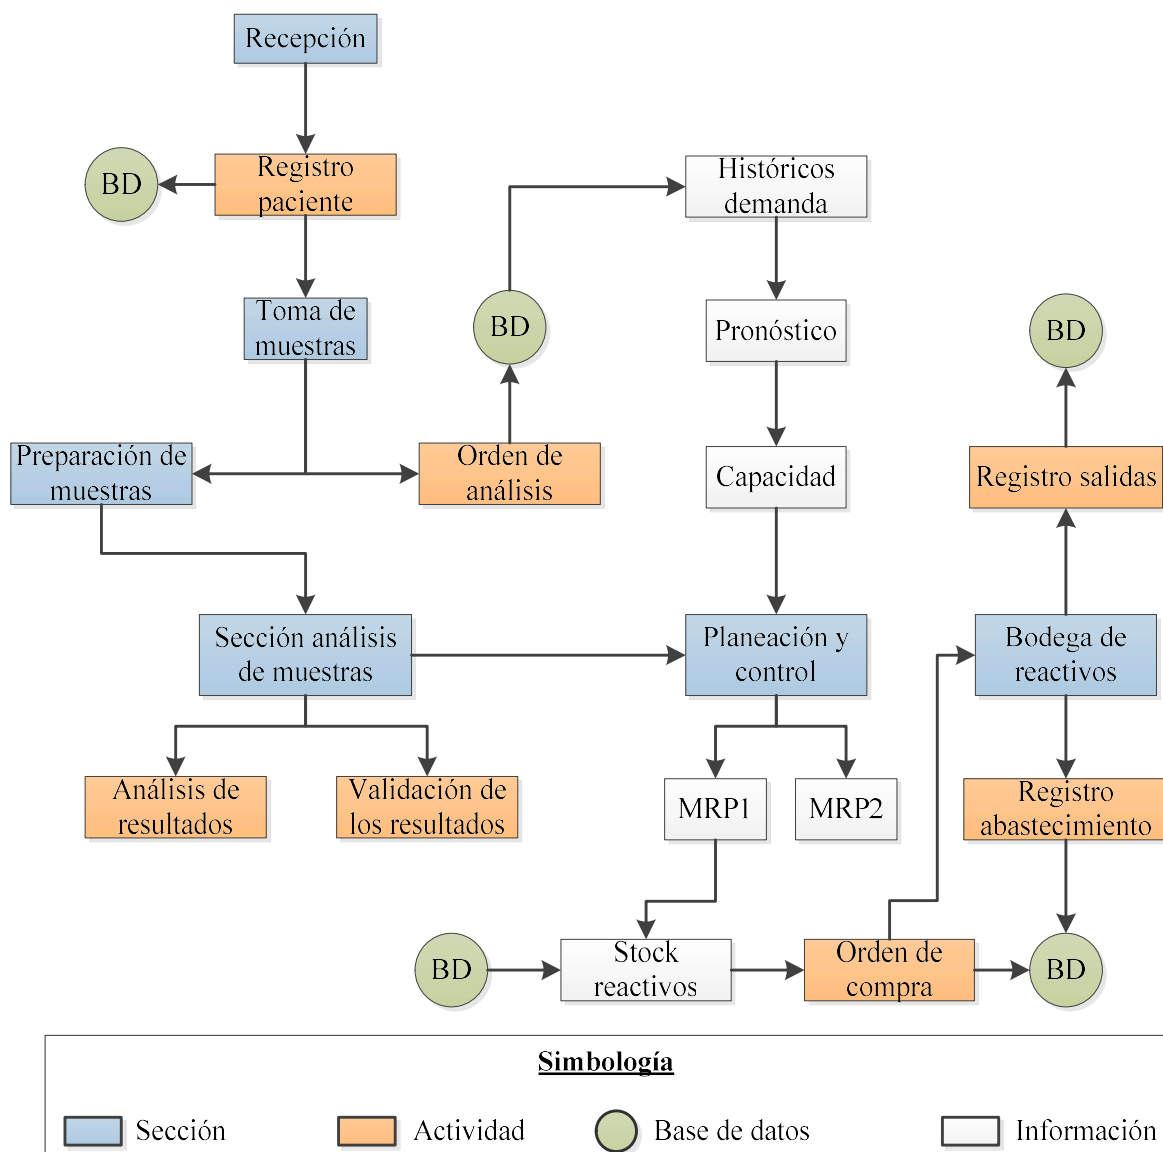 Recepción
BD
Registro
paciente
Históricos
demanda
Toma de
muestras
BD
Pronóstico
BD
Preparación de
muestras
Orden de
análisis
Capacidad
Registro salidas
Sección análisis
de muestras
Planeación y
control
Bodega de
reactivos
Análisis de
resultados
Validación de
los resultados
MRP1
MRP2
Registro
abastecimiento
BD
Stock
reactivos
Orden de
compra
BD
Simbología
Sección
Actividad
Base de datos
Información